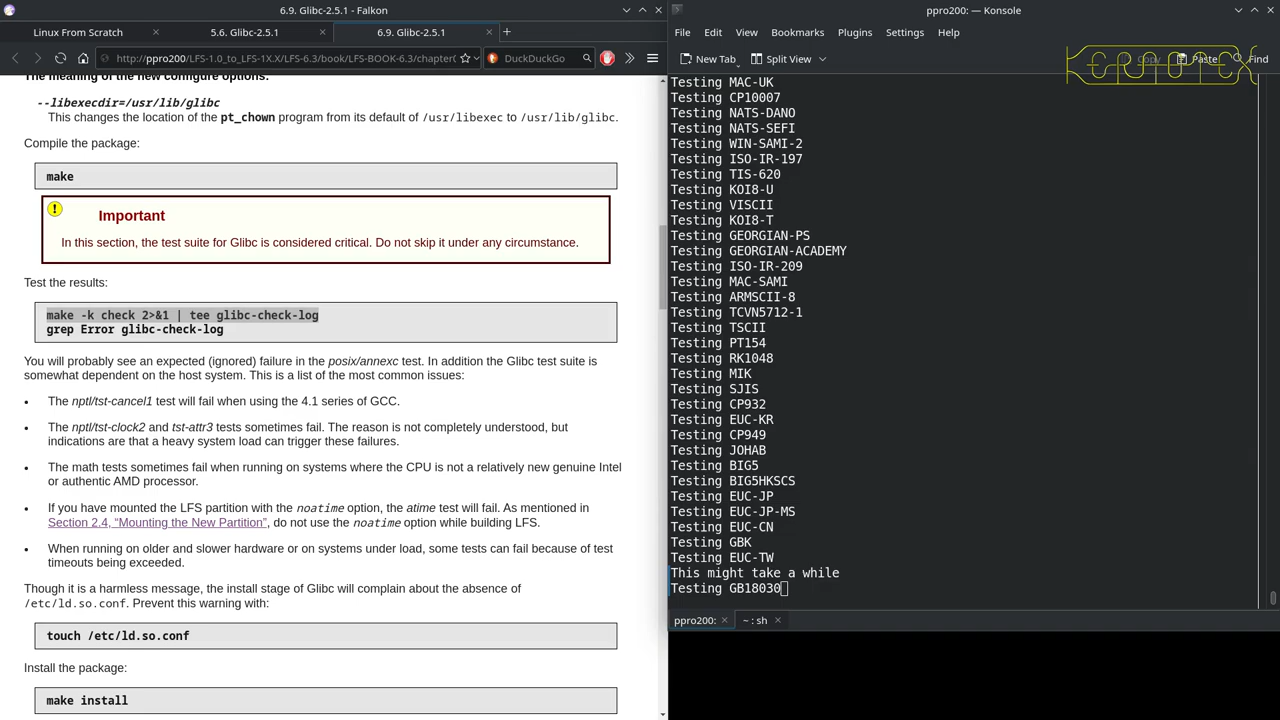 6.9. Glibc-2.5.1 - Falkon
Linux From Scratch
5.6. Glibc-2.5.1
6.9. Glibc-2.5.1
http://ppro200/LFS-1.0_to_LFS-1X.X/LFS-6.3/book/LFS-BOOK-6.3/chapter(
DuckDuckGo
The meaning of the new configure options:
--libexecdir=/usr/lib/glibc
This changes the location of the pt_chown program from its default of /usr/libexec to /usr/lib/glibc.
Compile the package:
make
Important
In this section, the test suite for Glibc is considered critical. Do not skip it under any circumstance.
Test the results:
make -k check 2>&1 | tee glibc-check-log
grep Error glibc-check-log
You will probably see an expected (ignored) failure in the posix/annexc test. In addition the Glibc test suite is
somewhat dependent on the host system. This is a list of the most common issues:
• The nptl/tst-cancel1 test will fail when using the 4.1 series of GCC.
• The nptl/tst-clock2 and tst-attr3 tests sometimes fail. The reason is not completely understood, but
indications are that a heavy system load can trigger these failures.
• The math tests sometimes fail when running on systems where the CPU is not a relatively new genuine Intel
or authentic AMD processor.
• If you have mounted the LFS partition with the noatime option, the atime test will fail. As mentioned in
Section 2.4, “Mounting the New Partition”, do not use the noatime option while building LFS.
• When running on older and slower hardware or on systems under load, some tests can fail because of test
timeouts being exceeded.
Though it is a harmless message, the install stage of Glibc will complain about the absence of
/etc/ld.so.conf. Prevent this warning with:
touch /etc/ld.so.conf
Install the package:
make install
ppro200: — Konsole
File Edit View Bookmarks Plugins Settings Help
New Tab Split View Copy Paste Find
Testing MAC-UK
Testing CP10007
Testing NATS-DANO
Testing NATS-SEFI
Testing WIN-SAMI-2
Testing ISO-IR-197
Testing TIS-620
Testing KOI8-U
Testing VISCII
Testing KOI8-T
Testing GEORGIAN-PS
Testing GEORGIAN-ACADEMY
Testing ISO-IR-209
Testing MAC-SAMI
Testing ARMSCII-8
Testing TCVN5712-1
Testing TSCII
Testing PT154
Testing RK1048
Testing MIK
Testing SJIS
Testing CP932
Testing EUC-KR
Testing CP949
Testing JOHAB
Testing BIG5
Testing BIG5HKSCS
Testing EUC-JP
Testing EUC-JP-MS
Testing EUC-CN
Testing GBK
Testing EUC-TW
This might take a while
Testing GB18030
ppro200:
~ : sh